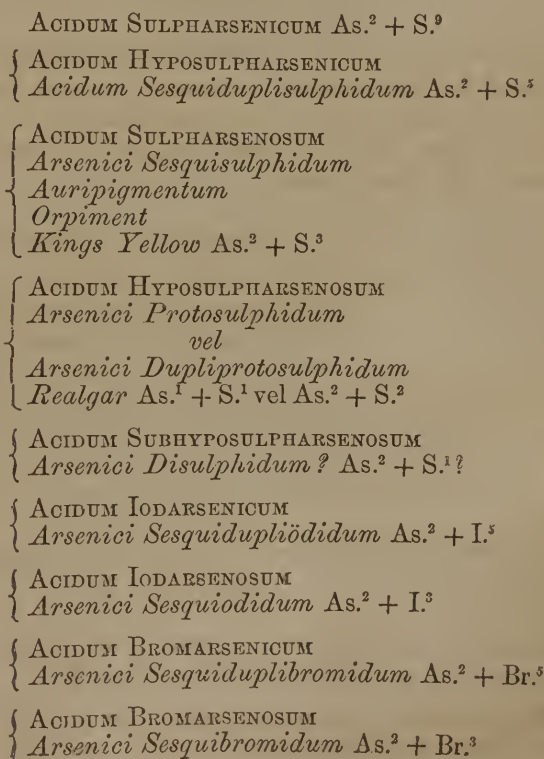 ACIDUM SULPHARSENICUM As.² + S.⁹
ACIDUM HYPOSULPHARSENICUM
Acidum Sesquiduplisulphidum As.² + S.⁵
ACIDUM SULPHARSENOSUM
Arsenici Sesquisulphidum
Auripigmentum
Orpiment
Kings Yellow As.² + S.³
ACIDUM HYPOSULPHARSENOSUM
Arsenici Protosulphidum
vel
Arsenici Dupliprotosulphidum
Realgar As.¹ + S.¹ vel As.² + S.²
ACIDUM SUBHYPOSULPHARSENOSUM
Arsenici Disulphidum? As.² + S.¹?
ACIDUM IODARSENICUM
Arsenici Sesquidupliödidum As.² + I.⁵
ACIDUM IODARSENOSUM
Arsenici Sesquiodidum As.² + I.³
ACIDUM BROMARSENICUM
Arsenici Sesquiduplibromidum As.² + Br.⁵
ACIDUM BROMARSENOSUM
Arsenici Sesquibromidum As.² + Br.³